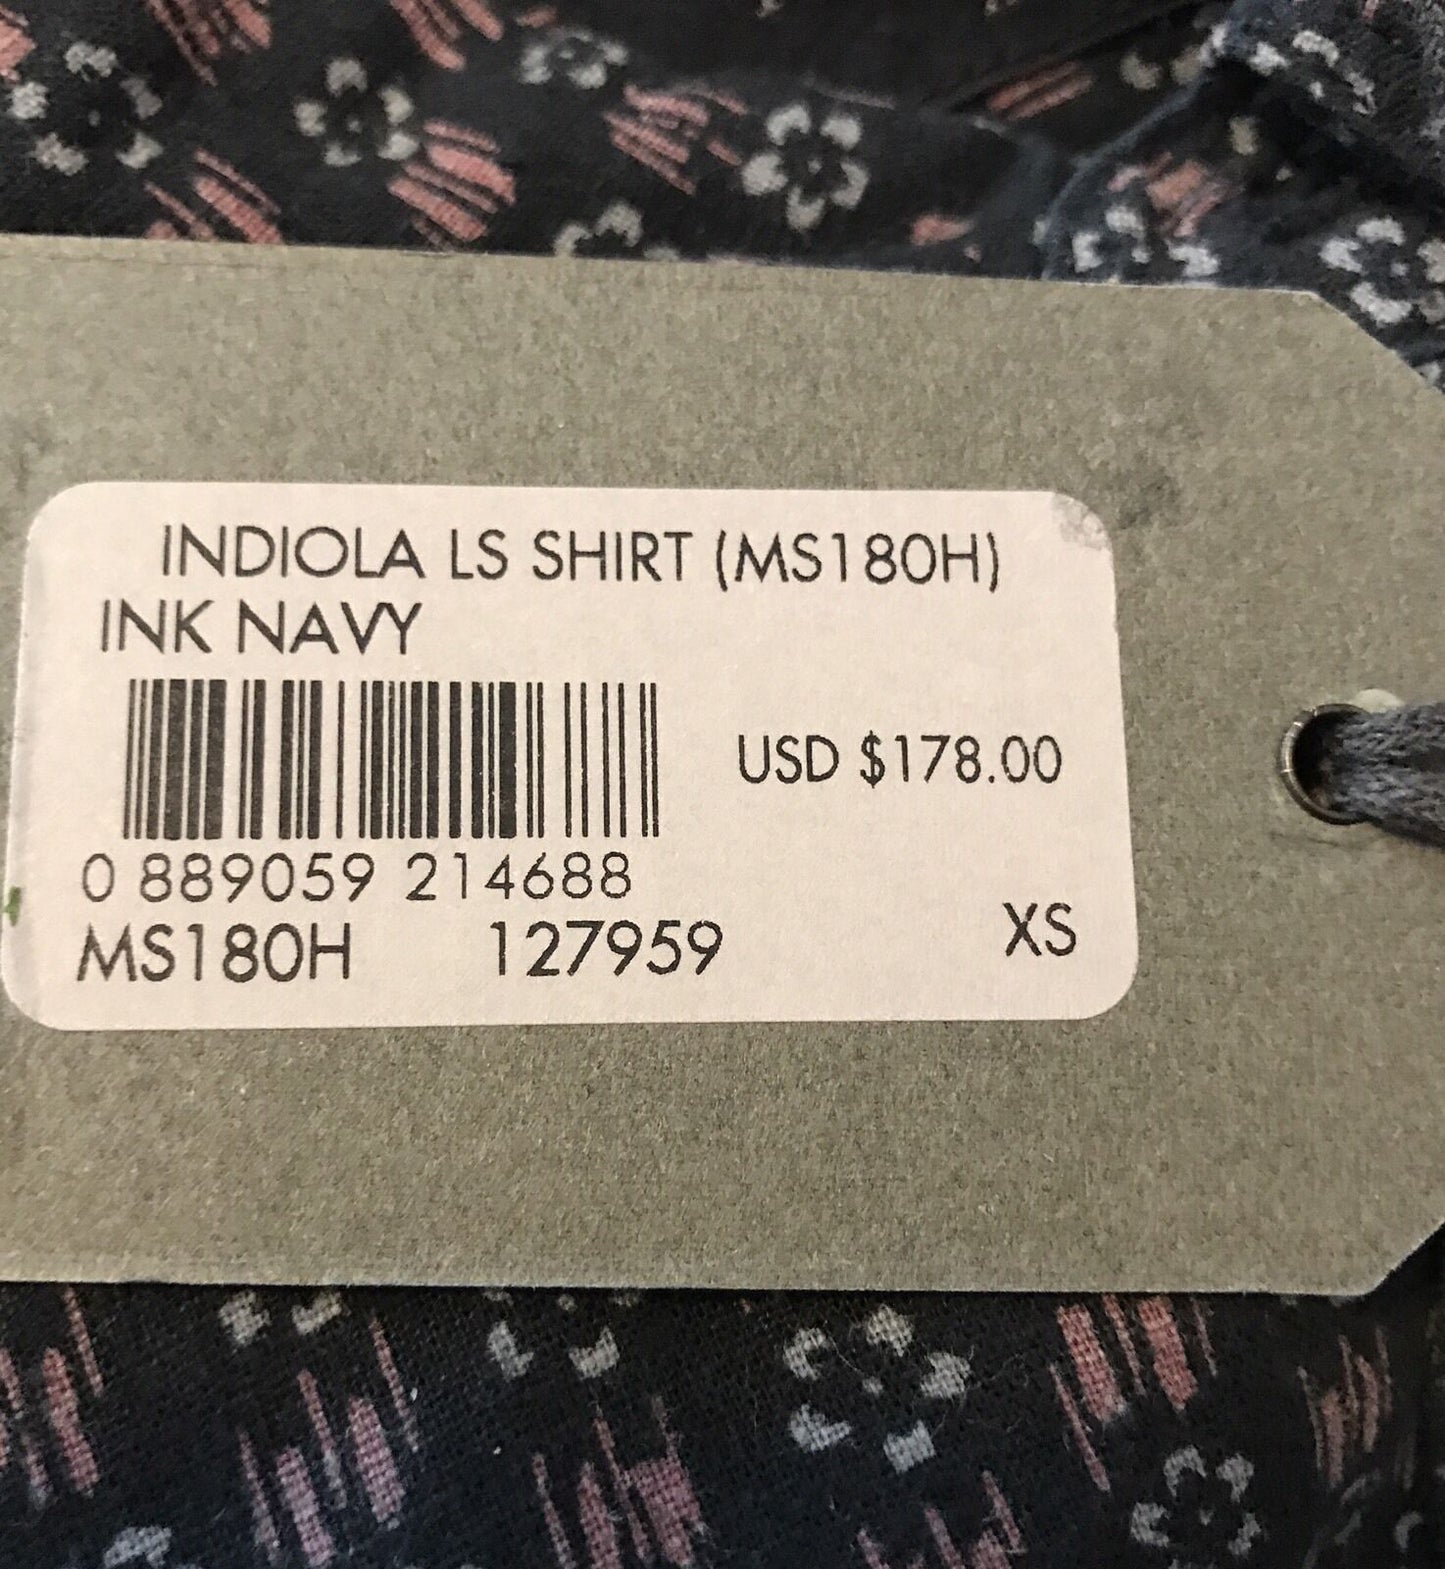 INDIOLA LS SHIRT (MS180H)
INK NAVY
USD $178.00
0 889059 214688
MS180H 127959 XS